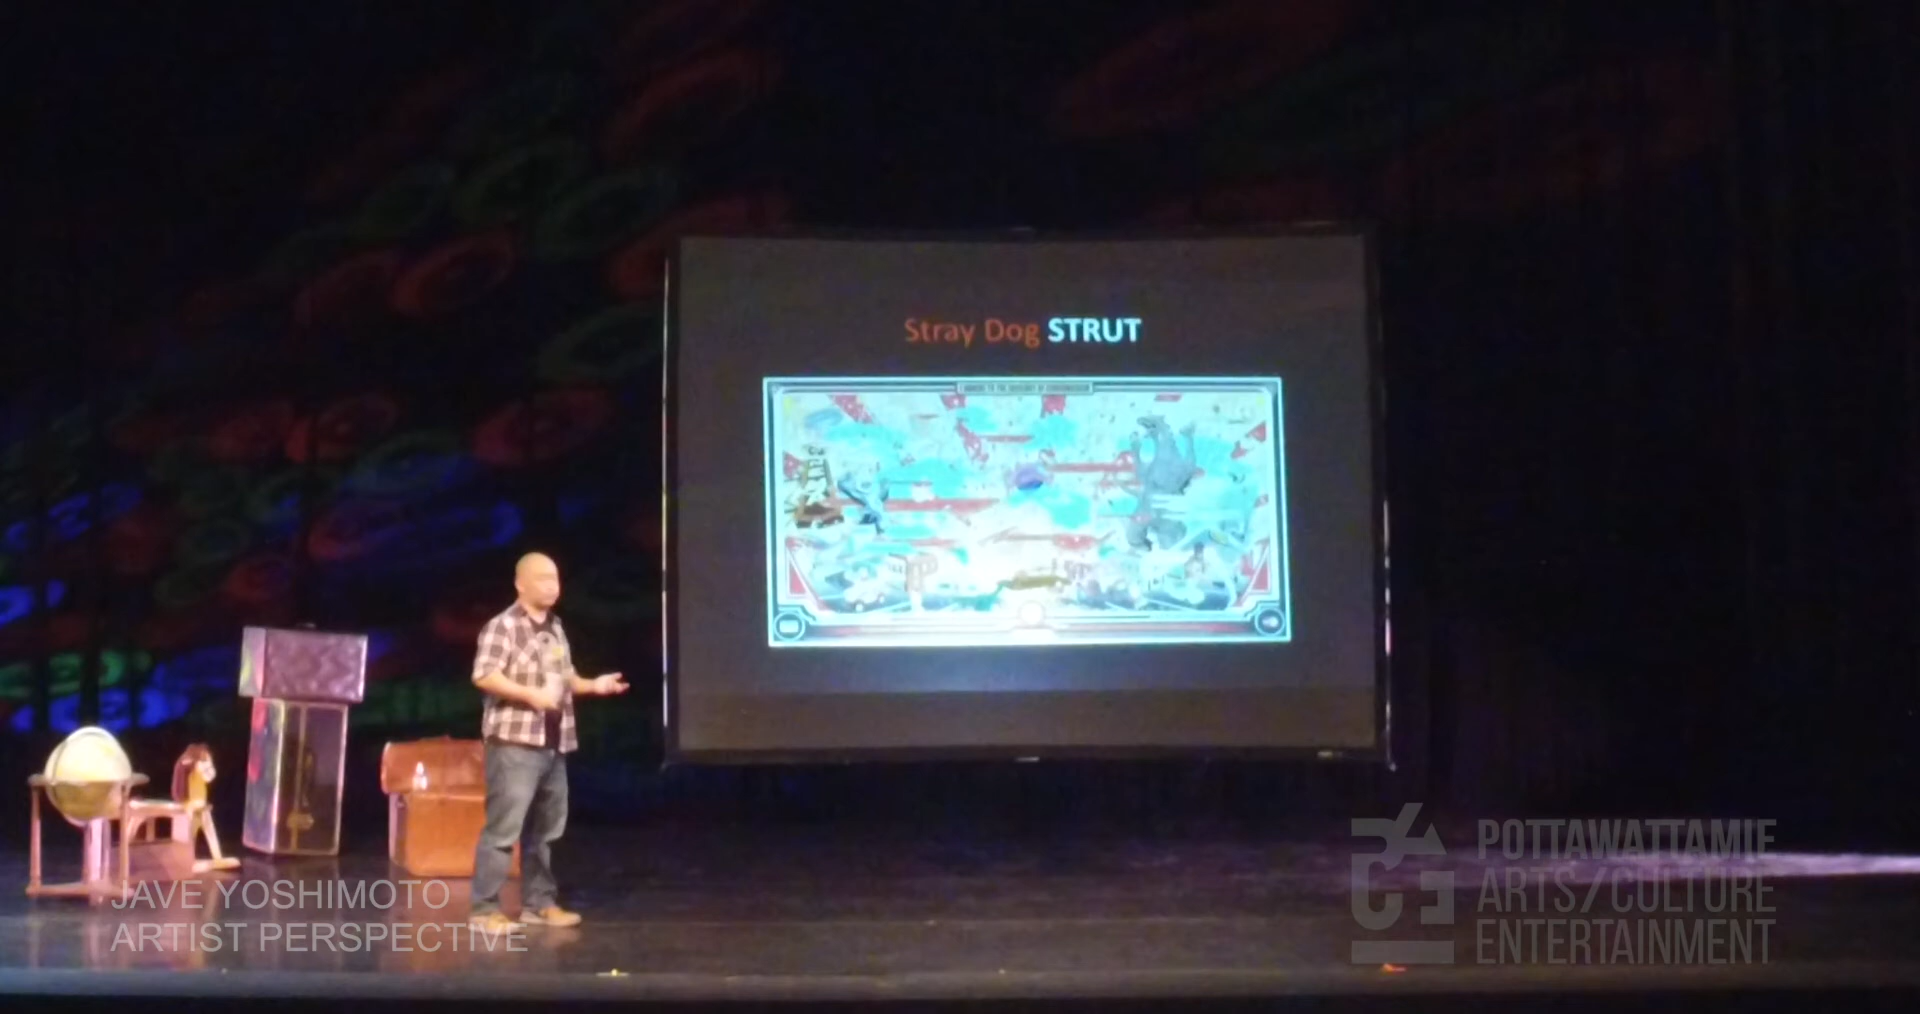 Stray Dog STRUT
JAVE YOSHIMOTO
ARTIST PERSPECTIVE
POTTAWATTAMIE
ARTS/CULTURE
ENTERTAINMENT